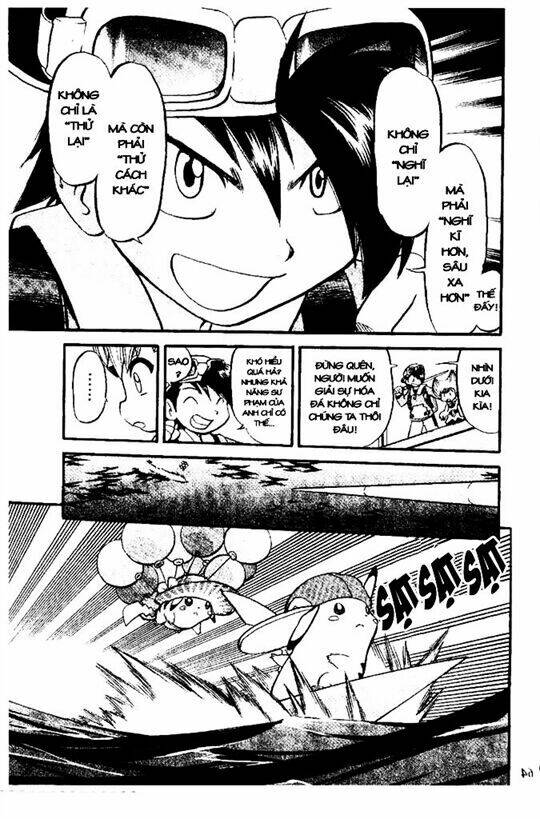 KHÔNG
CHỈ
"NGHĨ
LẠI"
MÀ
PHẢI
"NGHĨ
KĨ
HƠN,
SÂU
XA
HƠN"
THẾ
ĐẤY!
KHÔNG
CHỈ LÀ
"THỬ
LẠI"
MÀ CÒN
PHẢI
"THỬ
CÁCH
KHÁC"
NHÌN
DƯỚI
KIA
KÌA!
ĐỪNG QUÊN,
NGƯỜI MUỐN
GIẢI SỰ HÓA
ĐÁ KHÔNG CHỈ
CHÚNG TA THÔI
ĐÂU!
KHÓ HIỂU
QUÁ HẢ?
NHƯNG KHẢ
NĂNG SƯ
PHẠM CỦA
ANH CHỈ CÓ
THẾ...
SAO
?
......
SẠT SẠT SẠT